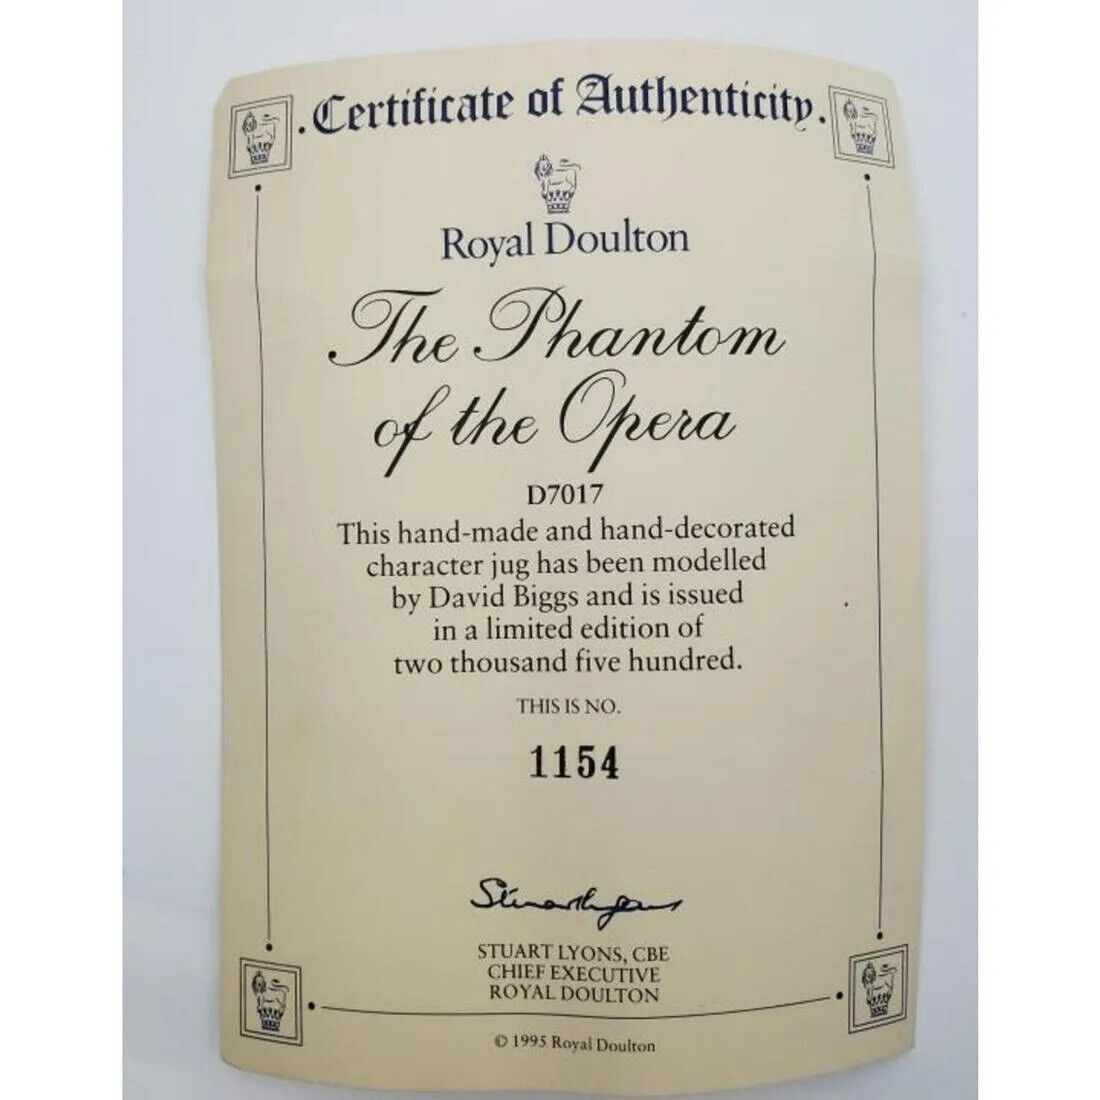 Certificate of Authenticity.
Royal Doulton
The Phantom
of the Opera
D7017
This hand-made and hand-decorated
character jug has been modelled
by David Biggs and is issued
in a limited edition of
two thousand five hundred.
THIS IS NO.
1154
Stuart Lyons
STUART LYONS, CBE
CHIEF EXECUTIVE
ROYAL DOULTON
© 1995 Royal Doulton